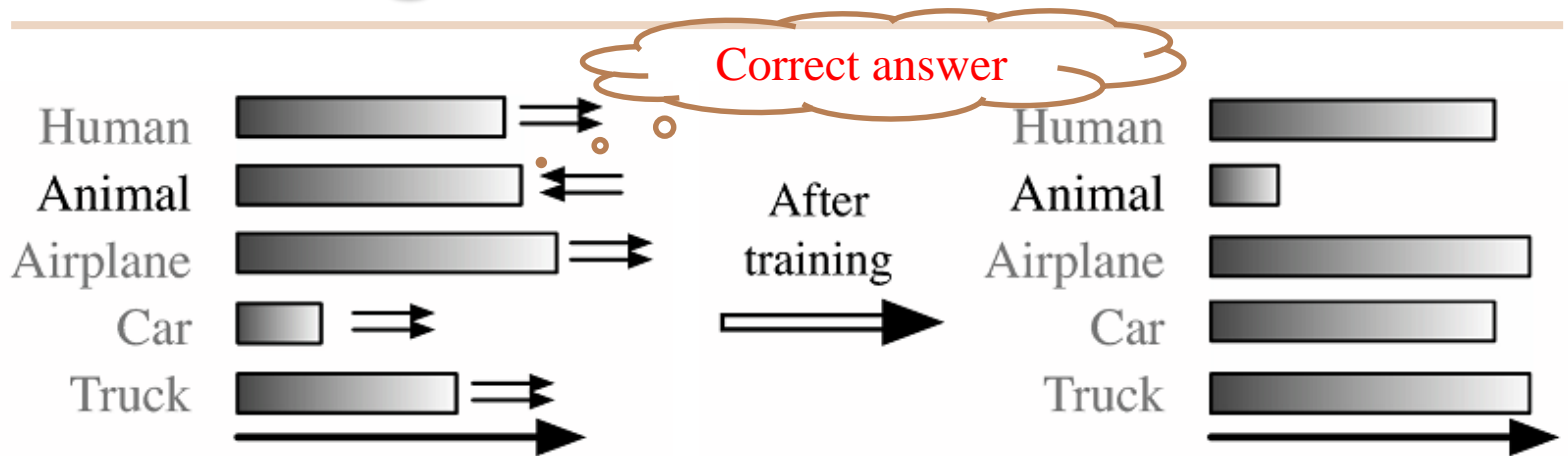 Correct answer
Human
Animal
Airplane
Car
Truck
After
training
Human
Animal
Airplane
Car
Truck